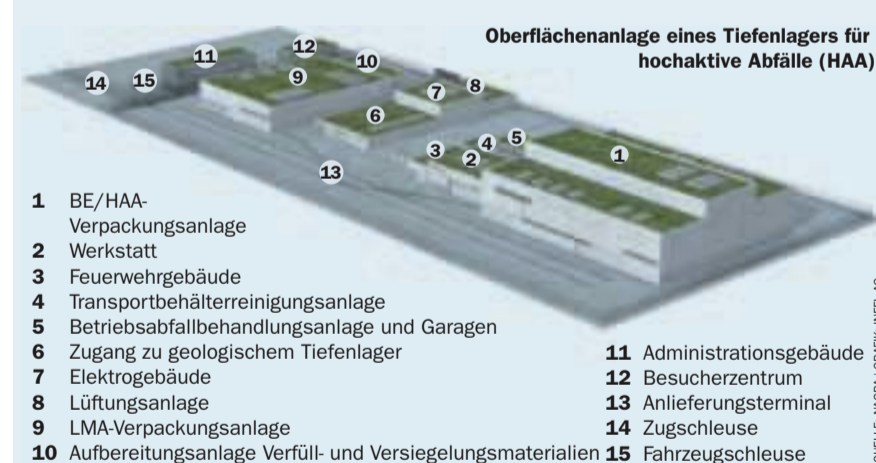 Oberflächenanlage eines Tiefenlagers für
hochaktive Abfälle (HAA)
11
12
10
14
15
9
7
8
6
5
4
3
2
1
13
1 BE/HAA-
Verpackungsanlage
2 Werkstatt
3 Feuerwehrgebäude
4 Transportbehälterreinigungsanlage
5 Betriebsabfallbehandlungsanlage und Garagen
6 Zugang zu geologischem Tiefenlager
7 Elektrogebäude
8 Lüftungsanlage
9 LMA-Verpackungsanlage
10 Aufbereitungsanlage Verfüll- und Versiegelungsmaterialien
11 Administrationsgebäude
12 Besucherzentrum
13 Anlieferungsterminal
14 Zugschleuse
15 Fahrzeugschleuse